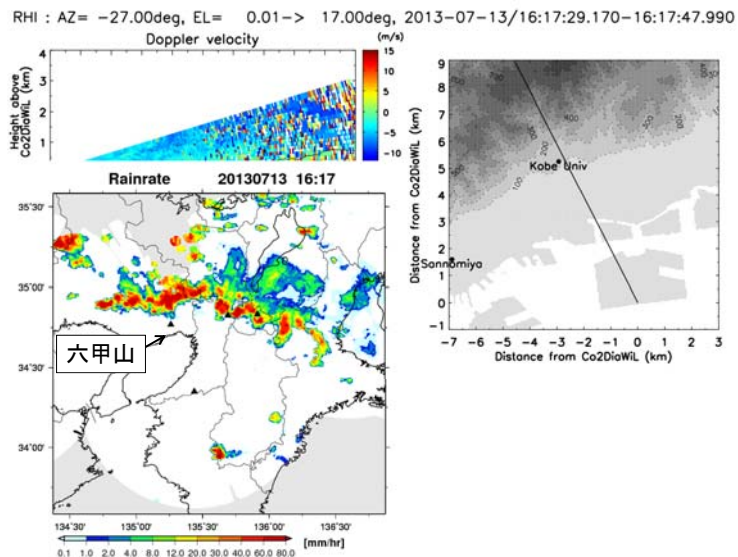 RHI : AZ= -27.00deg, EL= 0.01-> 17.00deg, 2013-07-13/16:17:29.170-16:17:47.990
Doppler velocity
(m/s)
Height above
Co2DiaWiL (km)
4
3
2
1
15
10
5
0
-5
-10
Rainrate 20130713 16:17
35°30'
35°00'
34°30'
34°00'
六甲山
134°30' 135°00' 135°30' 136°00' 136°30'
0.1 1.0 2.0 4.0 8.0 12.0 20.0 30.0 40.0 60.0 80.0
[mm/hr]
Distance from Co2DiaWiL (km)
9
8
7
6
5
4
3
2
1
0
-1
400
300
200
100
Kobe Univ
Sannomiya
-7 -6 -5 -4 -3 -2 -1 0 1 2 3
Distance from Co2DiaWiL (km)